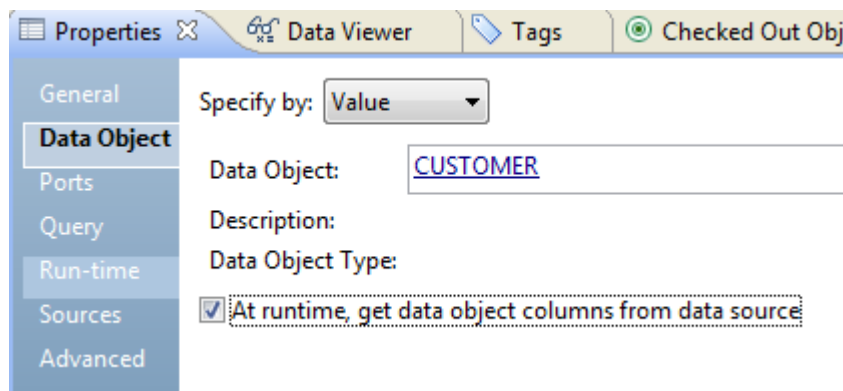 Properties Data Viewer Tags Checked Out Obj
General
Specify by: Value
Data Object
Data Object: CUSTOMER
Ports
Query
Description:
Run-time
Data Object Type:
Sources
At runtime, get data object columns from data source
Advanced